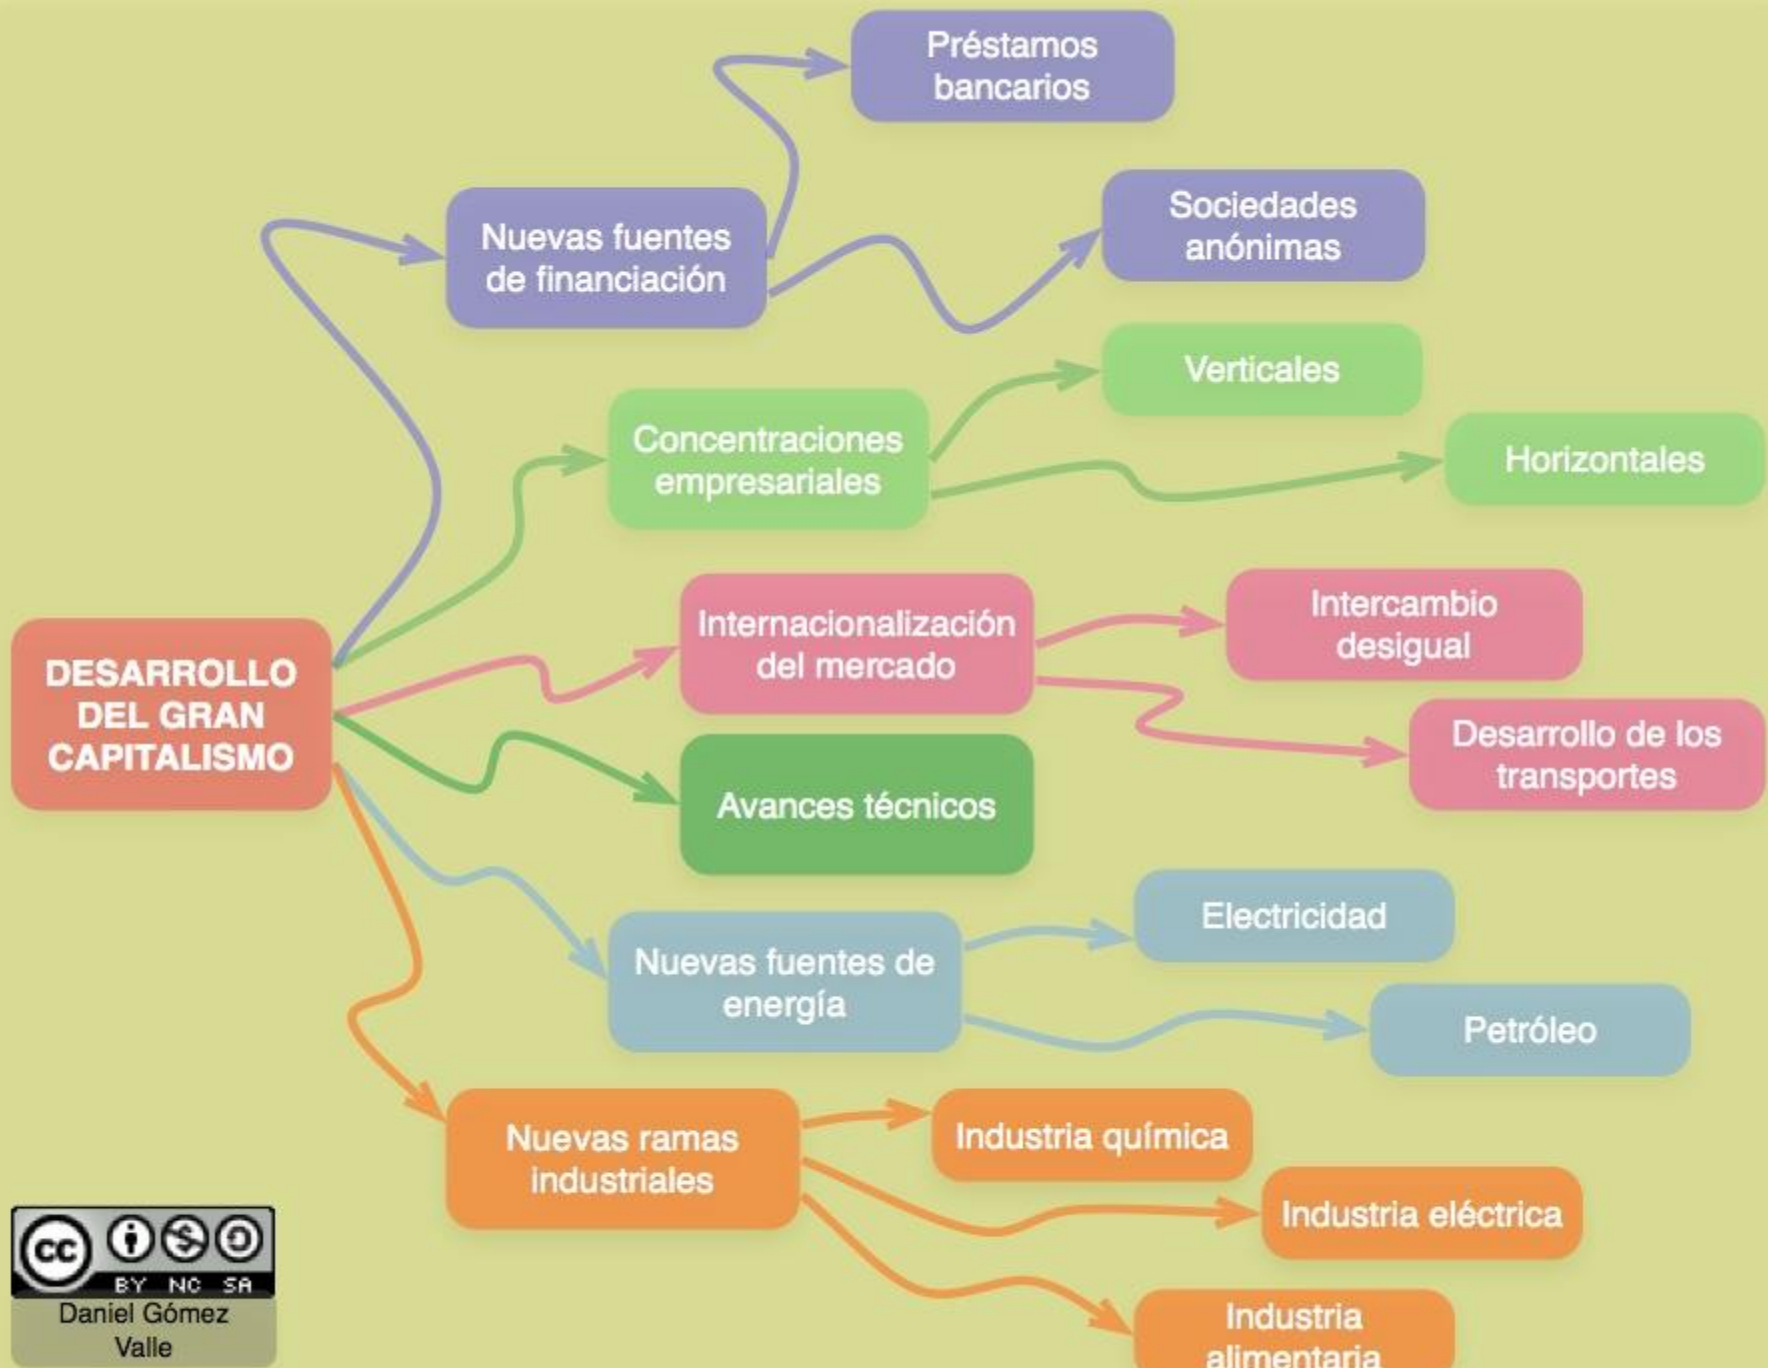 Préstamos
bancarios
Nuevas fuentes
de financiación
Sociedades
anónimas
Verticales
Concentraciones
empresariales
Horizontales
DESARROLLO
DEL GRAN
CAPITALISMO
Internacionalización
del mercado
Intercambio
desigual
Desarrollo de los
transportes
Avances técnicos
Nuevas fuentes de
energía
Electricidad
Petróleo
Nuevas ramas
industriales
Industria química
Industria eléctrica
Industria
alimentaria
cc
BY NC SA
Daniel Gómez
Valle